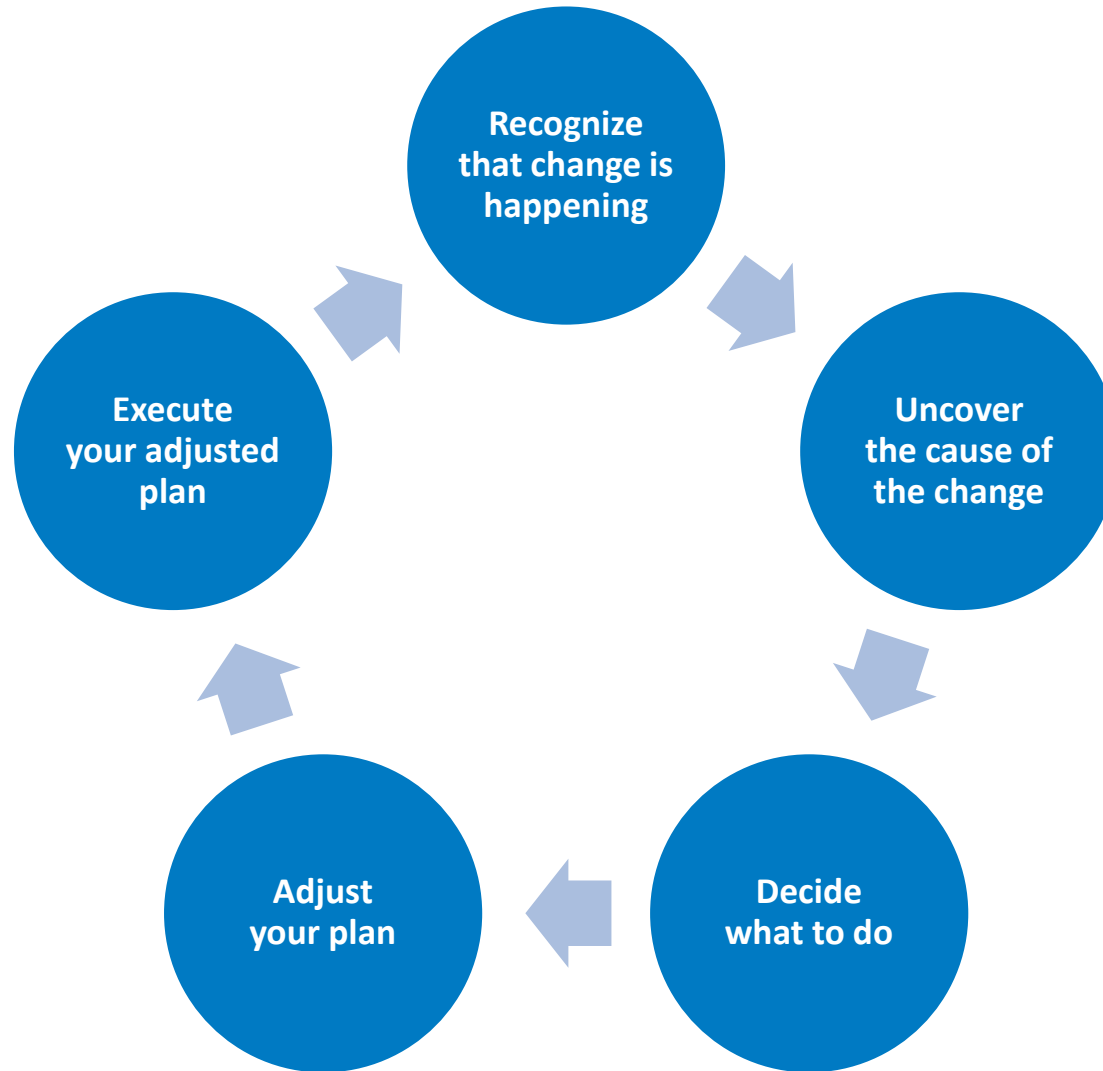 Recognize
that change is
happening
Uncover
the cause of
the change
Decide
what to do
Adjust
your plan
Execute
your adjusted
plan